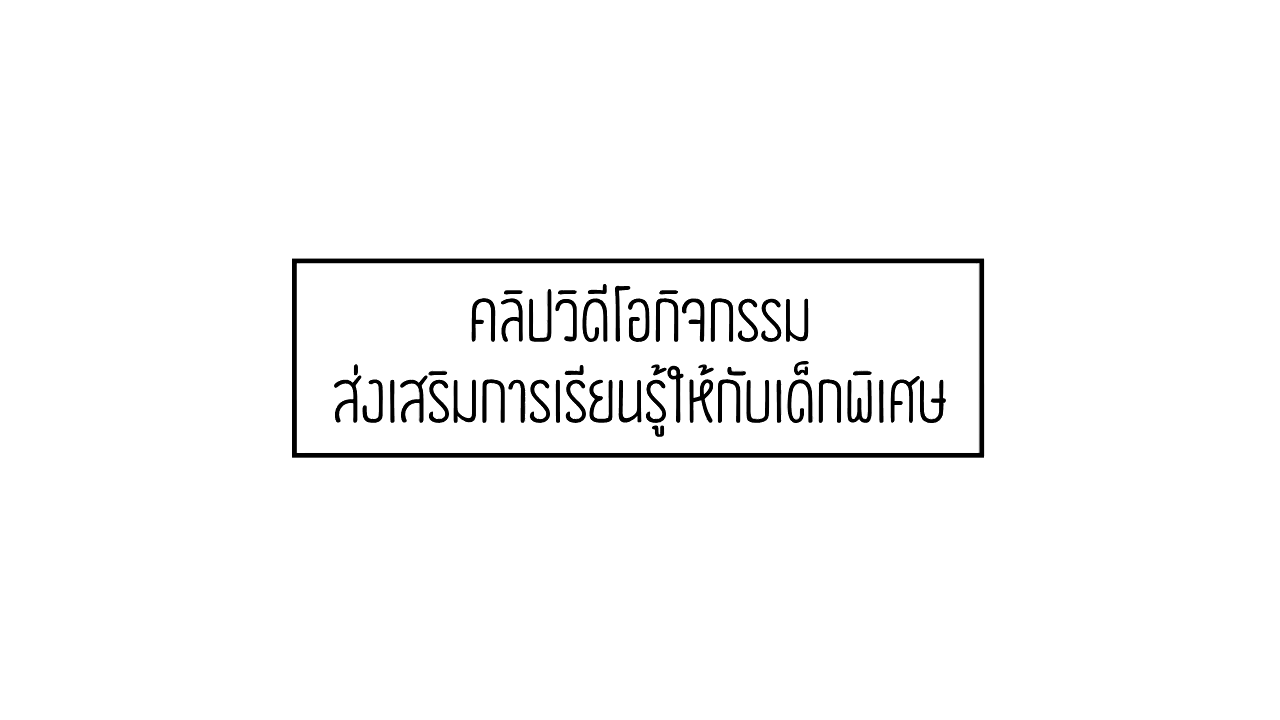 คลิปวิดีโอกิจกรรม
ส่งเสริมการเรียนรู้ให้กับเด็กพิเศษ